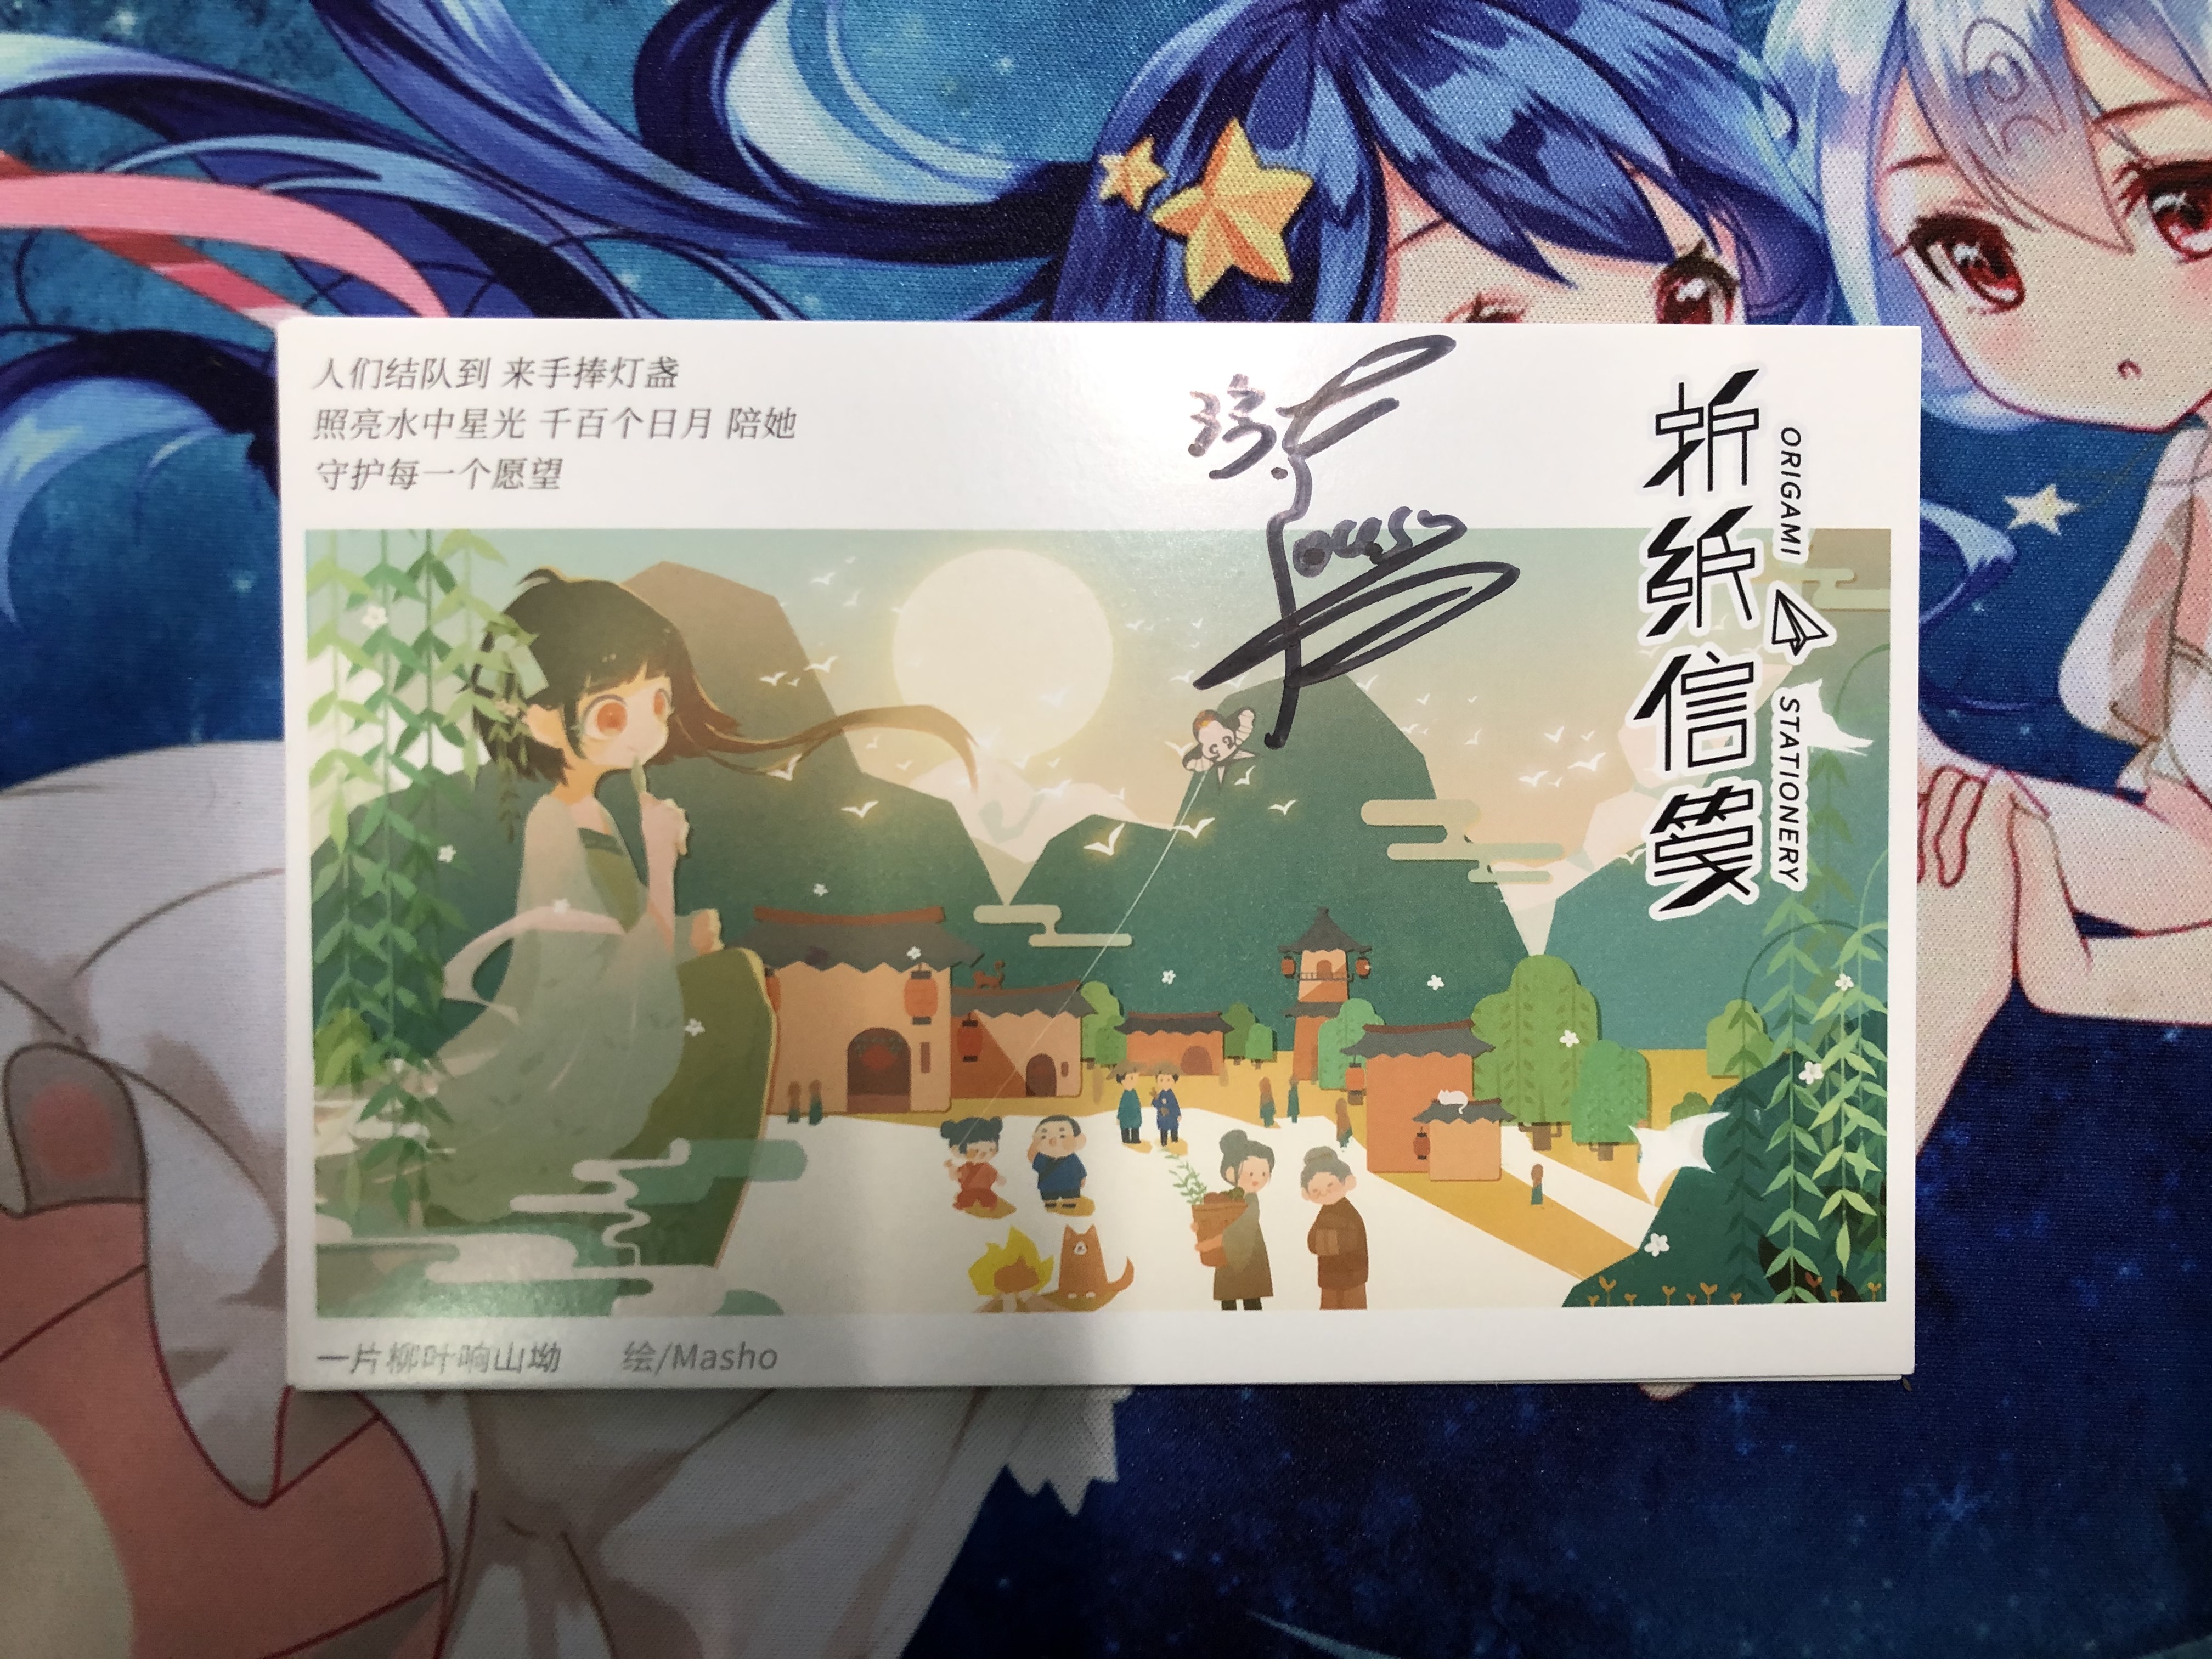 人们结队到 来手捧灯盏
照亮水中星光 千百个日月 陪她
守护每一个愿望
折纸信笺
ORIGAMI STATIONERY
一片柳叶响山坳 绘/Masho